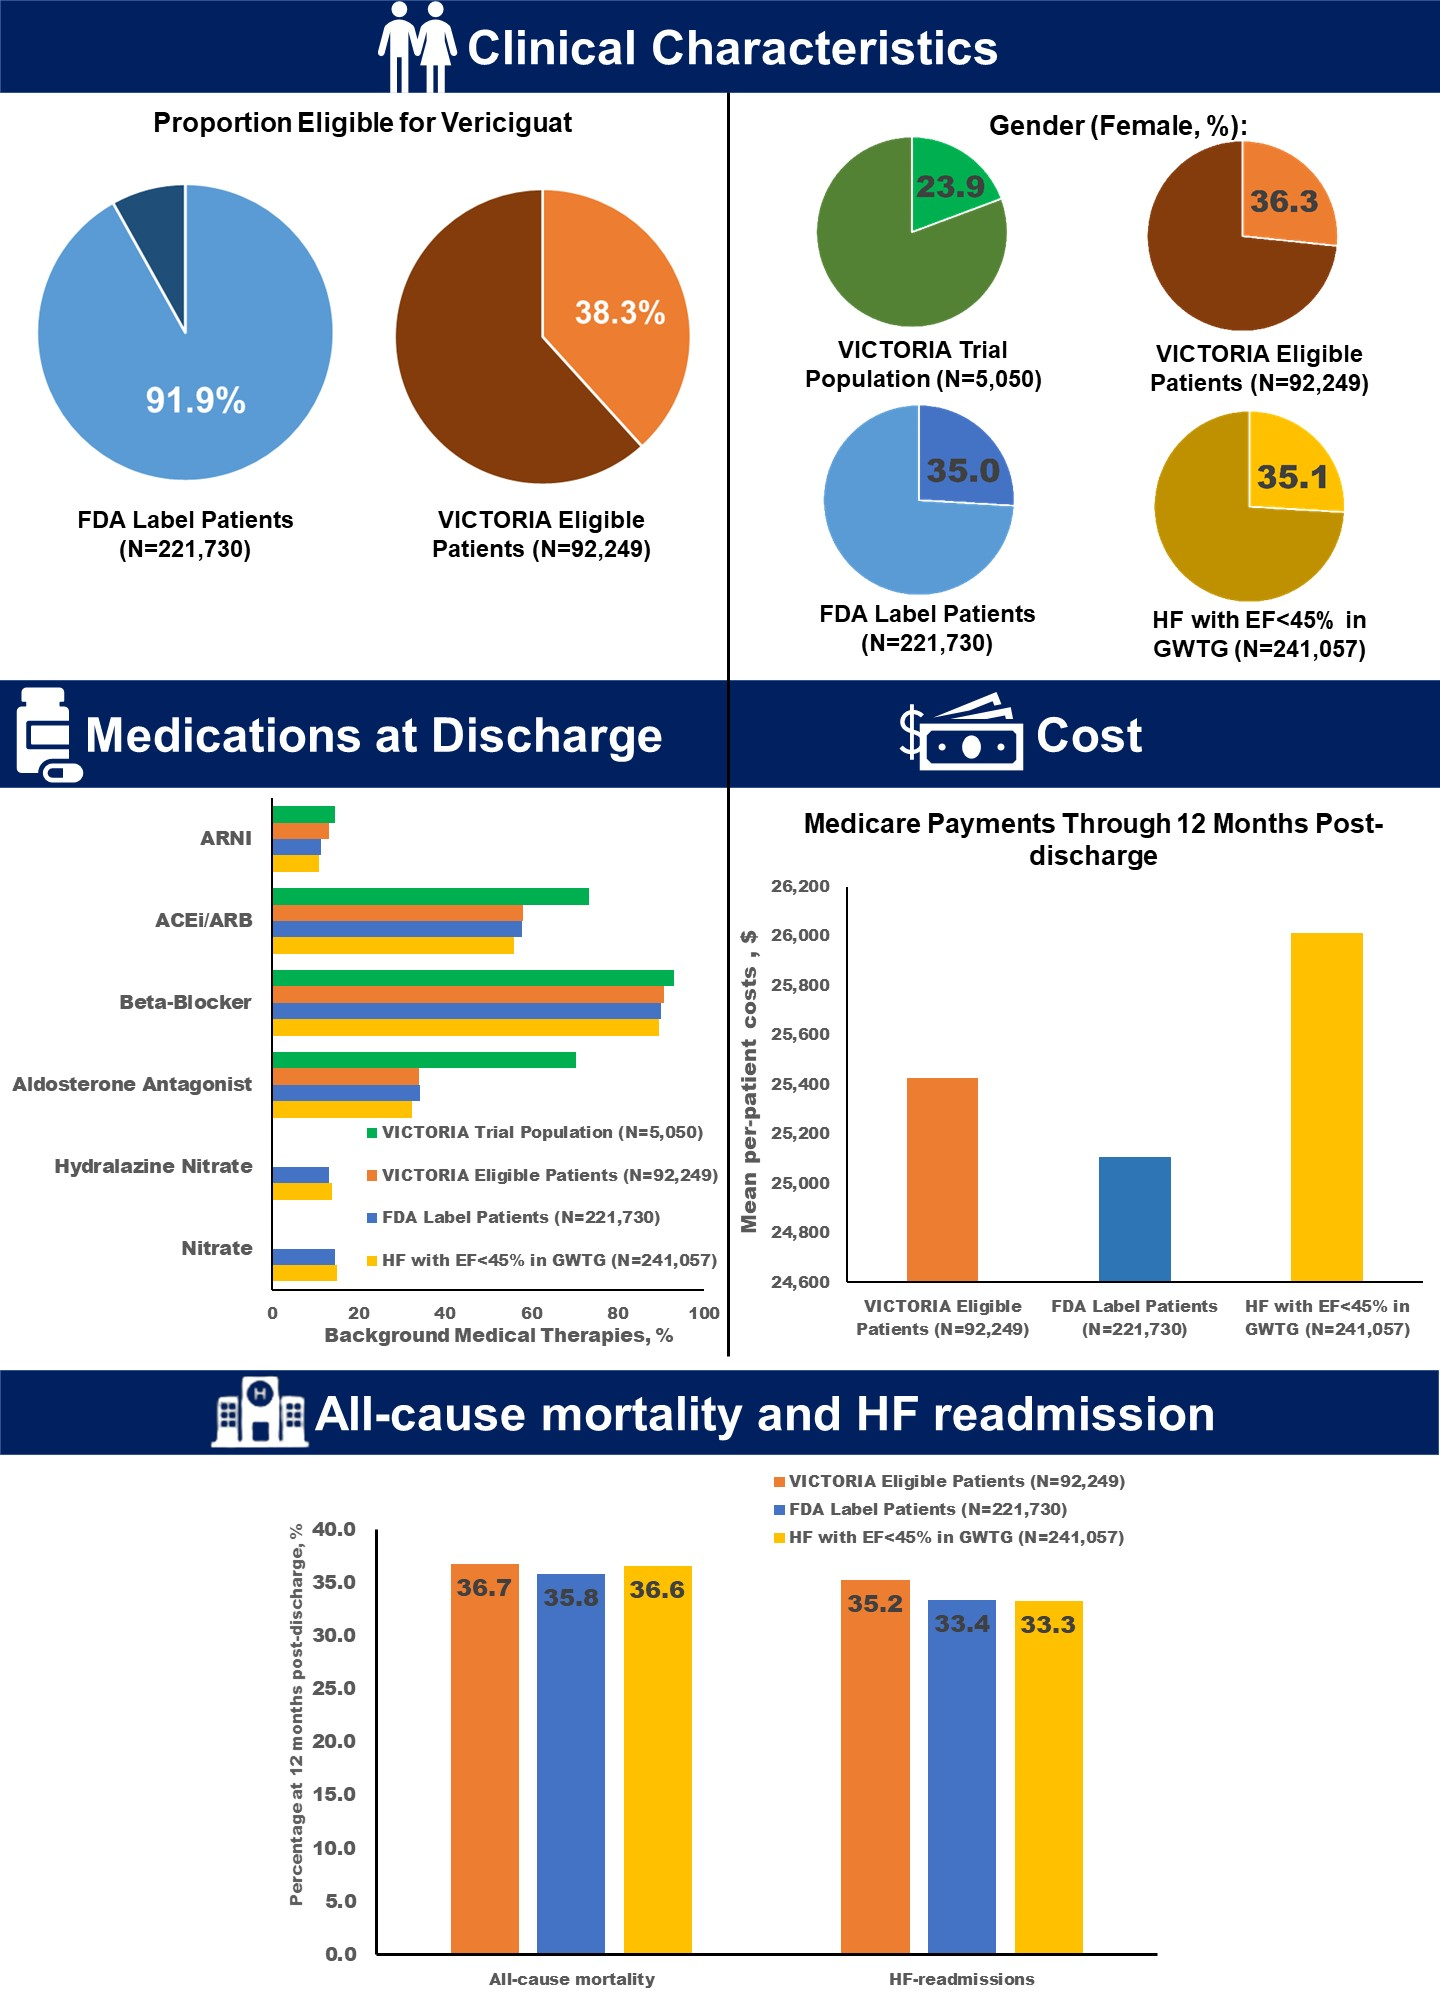 Clinical Characteristics
Proportion Eligible for Vericiguat
91.9%
38.3%
FDA Label Patients
(N=221,730)
VICTORIA Eligible
Patients (N=92,249)
Gender (Female, %):
23.9
36.3
VICTORIA Trial
Population (N=5,050)
VICTORIA Eligible
Patients (N=92,249)
35.0
35.1
FDA Label Patients
(N=221,730)
HF with EF<45% in
GWTG (N=241,057)
Medications at Discharge
ARNI
ACEi/ARB
Beta-Blocker
Aldosterone Antagonist
Hydralazine Nitrate
Nitrate
VICTORIA Trial Population (N=5,050)
VICTORIA Eligible Patients (N=92,249)
FDA Label Patients (N=221,730)
HF with EF<45% in GWTG (N=241,057)
0 20 40 60 80 100
Background Medical Therapies, %
$ Cost
Medicare Payments Through 12 Months Post-
discharge
Mean per-patient costs , $
26,200
26,000
25,800
25,600
25,400
25,200
25,000
24,800
24,600
VICTORIA Eligible
Patients (N=92,249)
FDA Label Patients
(N=221,730)
HF with EF<45% in
GWTG (N=241,057)
H
All-cause mortality and HF readmission
VICTORIA Eligible Patients (N=92,249)
FDA Label Patients (N=221,730)
HF with EF<45% in GWTG (N=241,057)
Percentage at 12 months post-discharge, %
40.0
35.0
30.0
25.0
20.0
15.0
10.0
5.0
0.0
36.7
35.8
36.6
35.2
33.4
33.3
All-cause mortality
HF-readmissions